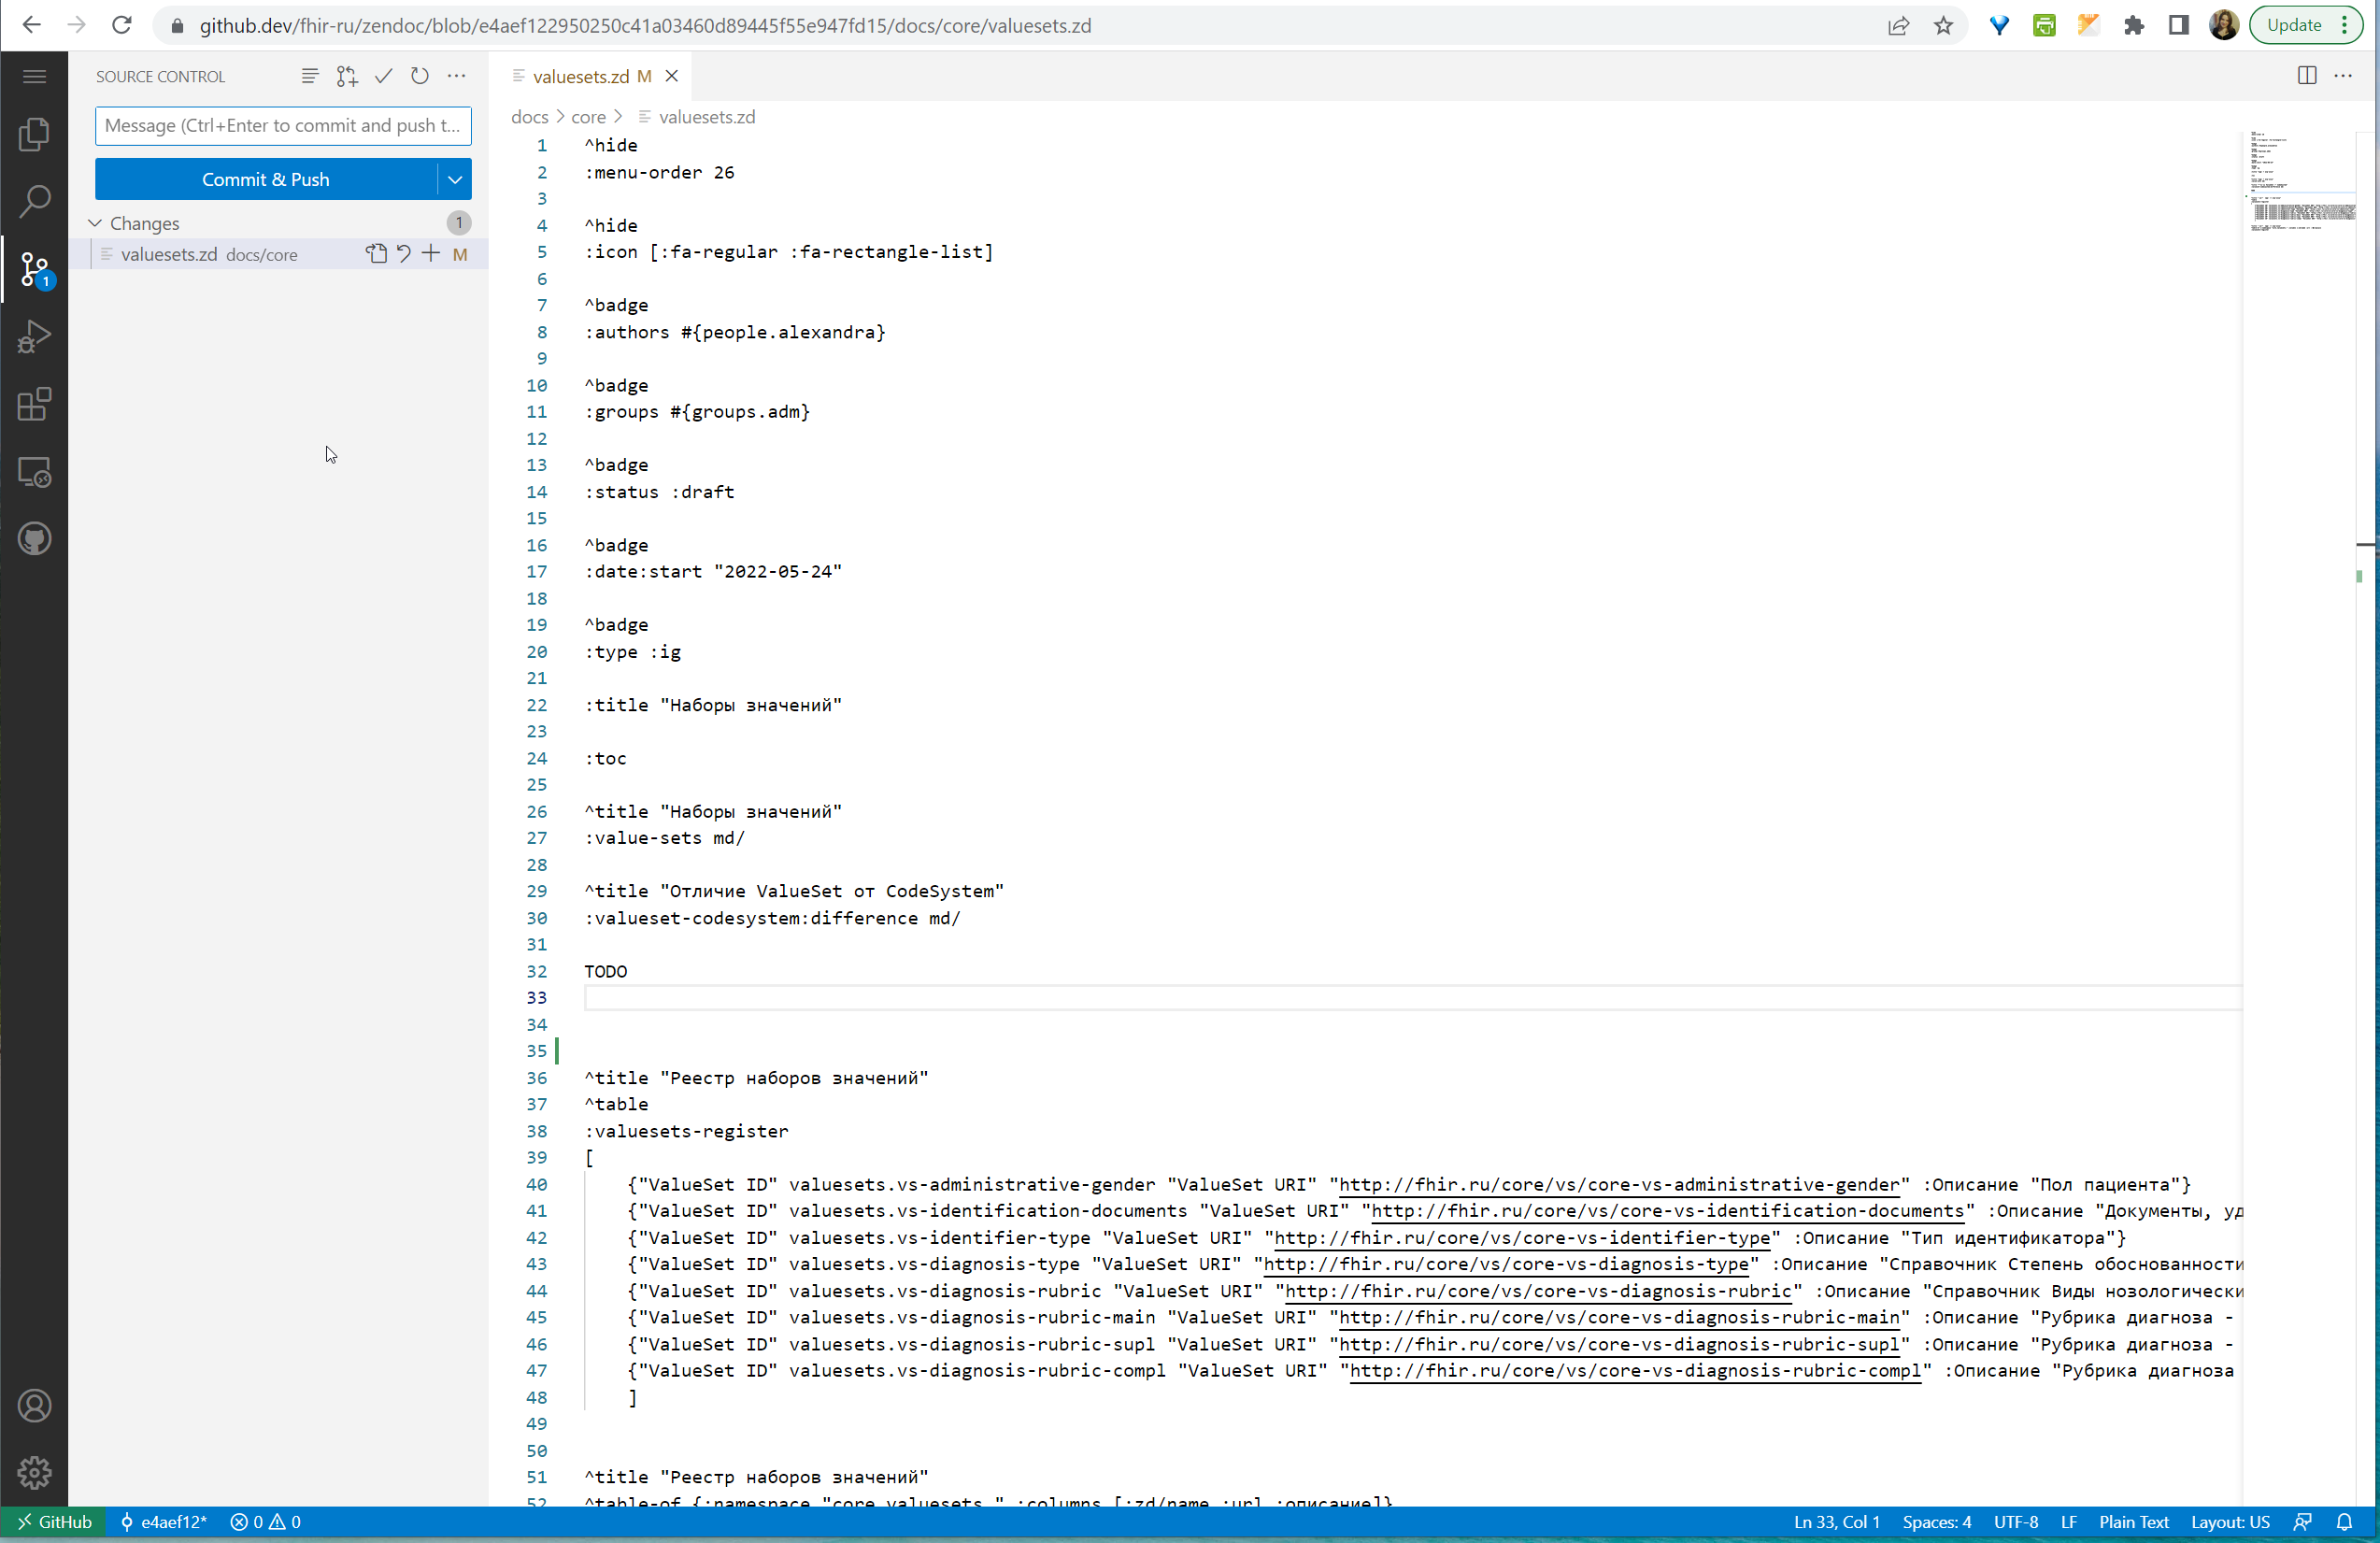 github.dev/fhir-ru/zendoc/blob/e4aef122950250c41a03460d89445f55e947fd15/docs/core/valuesets.zd
Update
SOURCE CONTROL
Message (Ctrl+Enter to commit and push t...
Commit & Push
Changes 1
valuesets.zd docs/core M
1
valuesets.zd M
docs > core > valuesets.zd
1 ^hide
2 :menu-order 26
3
4 ^hide
5 :icon [:fa-regular :fa-rectangle-list]
6
7 ^badge
8 :authors #{people.alexandra}
9
10 ^badge
11 :groups #{groups.adm}
12
13 ^badge
14 :status :draft
15
16 ^badge
17 :date:start "2022-05-24"
18
19 ^badge
20 :type :ig
21
22 :title "Наборы значений"
23
24 :toc
25
26 ^title "Наборы значений"
27 :value-sets md/
28
29 ^title "Отличие ValueSet от CodeSystem"
30 :valueset-codesystem:difference md/
31
32 TODO
33
34
35
36 ^title "Реестр наборов значений"
37 ^table
38 :valuesets-register
39 [
40 {"ValueSet ID" valuesets.vs-administrative-gender "ValueSet URI" "http://fhir.ru/core/vs/core-vs-administrative-gender" :Описание "Пол пациента"}
41 {"ValueSet ID" valuesets.vs-identification-documents "ValueSet URI" "http://fhir.ru/core/vs/core-vs-identification-documents" :Описание "Документы, уд
42 {"ValueSet ID" valuesets.vs-identifier-type "ValueSet URI" "http://fhir.ru/core/vs/core-vs-identifier-type" :Описание "Тип идентификатора"}
43 {"ValueSet ID" valuesets.vs-diagnosis-type "ValueSet URI" "http://fhir.ru/core/vs/core-vs-diagnosis-type" :Описание "Справочник Степень обоснованности
44 {"ValueSet ID" valuesets.vs-diagnosis-rubric "ValueSet URI" "http://fhir.ru/core/vs/core-vs-diagnosis-rubric" :Описание "Справочник Виды нозологически
45 {"ValueSet ID" valuesets.vs-diagnosis-rubric-main "ValueSet URI" "http://fhir.ru/core/vs/core-vs-diagnosis-rubric-main" :Описание "Рубрика диагноза -
46 {"ValueSet ID" valuesets.vs-diagnosis-rubric-supl "ValueSet URI" "http://fhir.ru/core/vs/core-vs-diagnosis-rubric-supl" :Описание "Рубрика диагноза -
47 {"ValueSet ID" valuesets.vs-diagnosis-rubric-compl "ValueSet URI" "http://fhir.ru/core/vs/core-vs-diagnosis-rubric-compl" :Описание "Рубрика диагноза
48 ]
49
50
51 ^title "Реестр наборов значений"
52 ^table-of {:namespace "core.valuesets." :columns [:zd/name :url :описание]}
GitHub e4aef12* 0 0 Ln 33, Col 1 Spaces: 4 UTF-8 LF Plain Text Layout: US